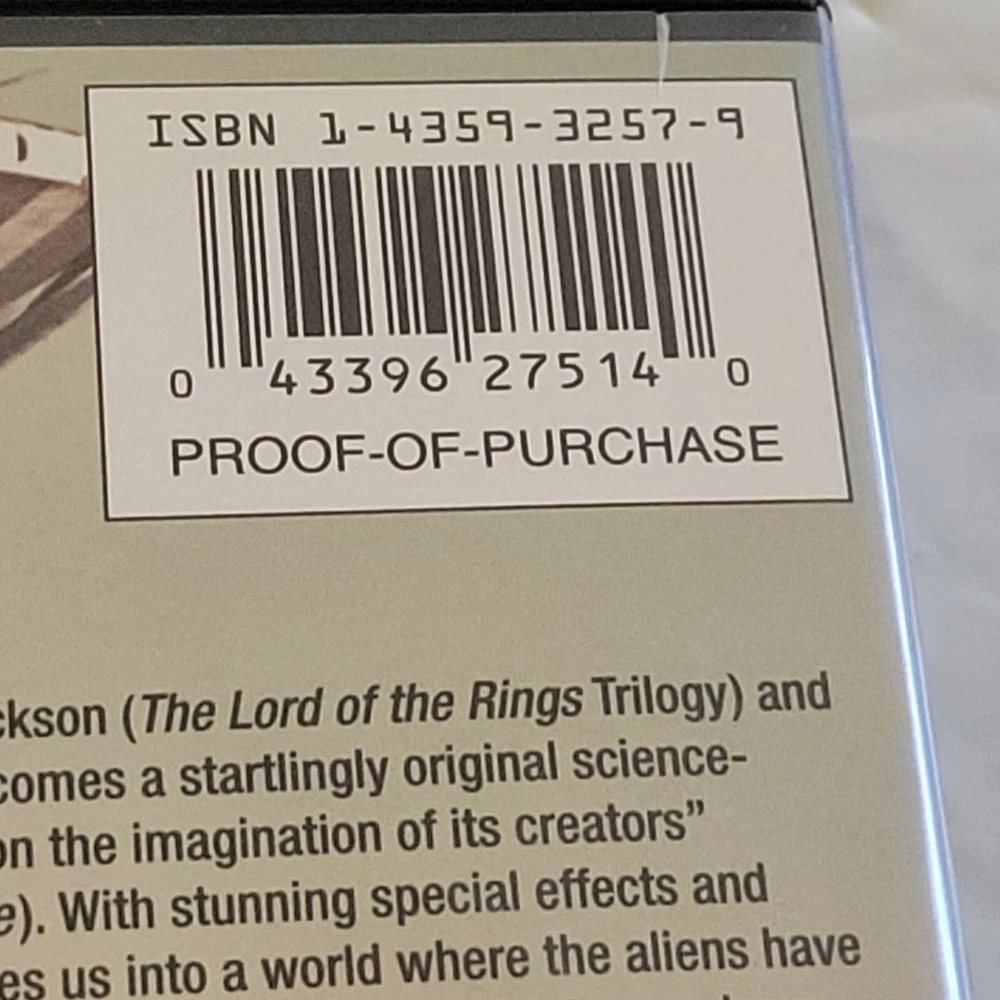 ISBN 1-4359-3257-9
0 43396 27514 0
PROOF-OF-PURCHASE
ckson (The Lord of the Rings Trilogy) and
comes a startlingly original science-
on the imagination of its creators”
e). With stunning special effects and
es us into a world where the aliens have